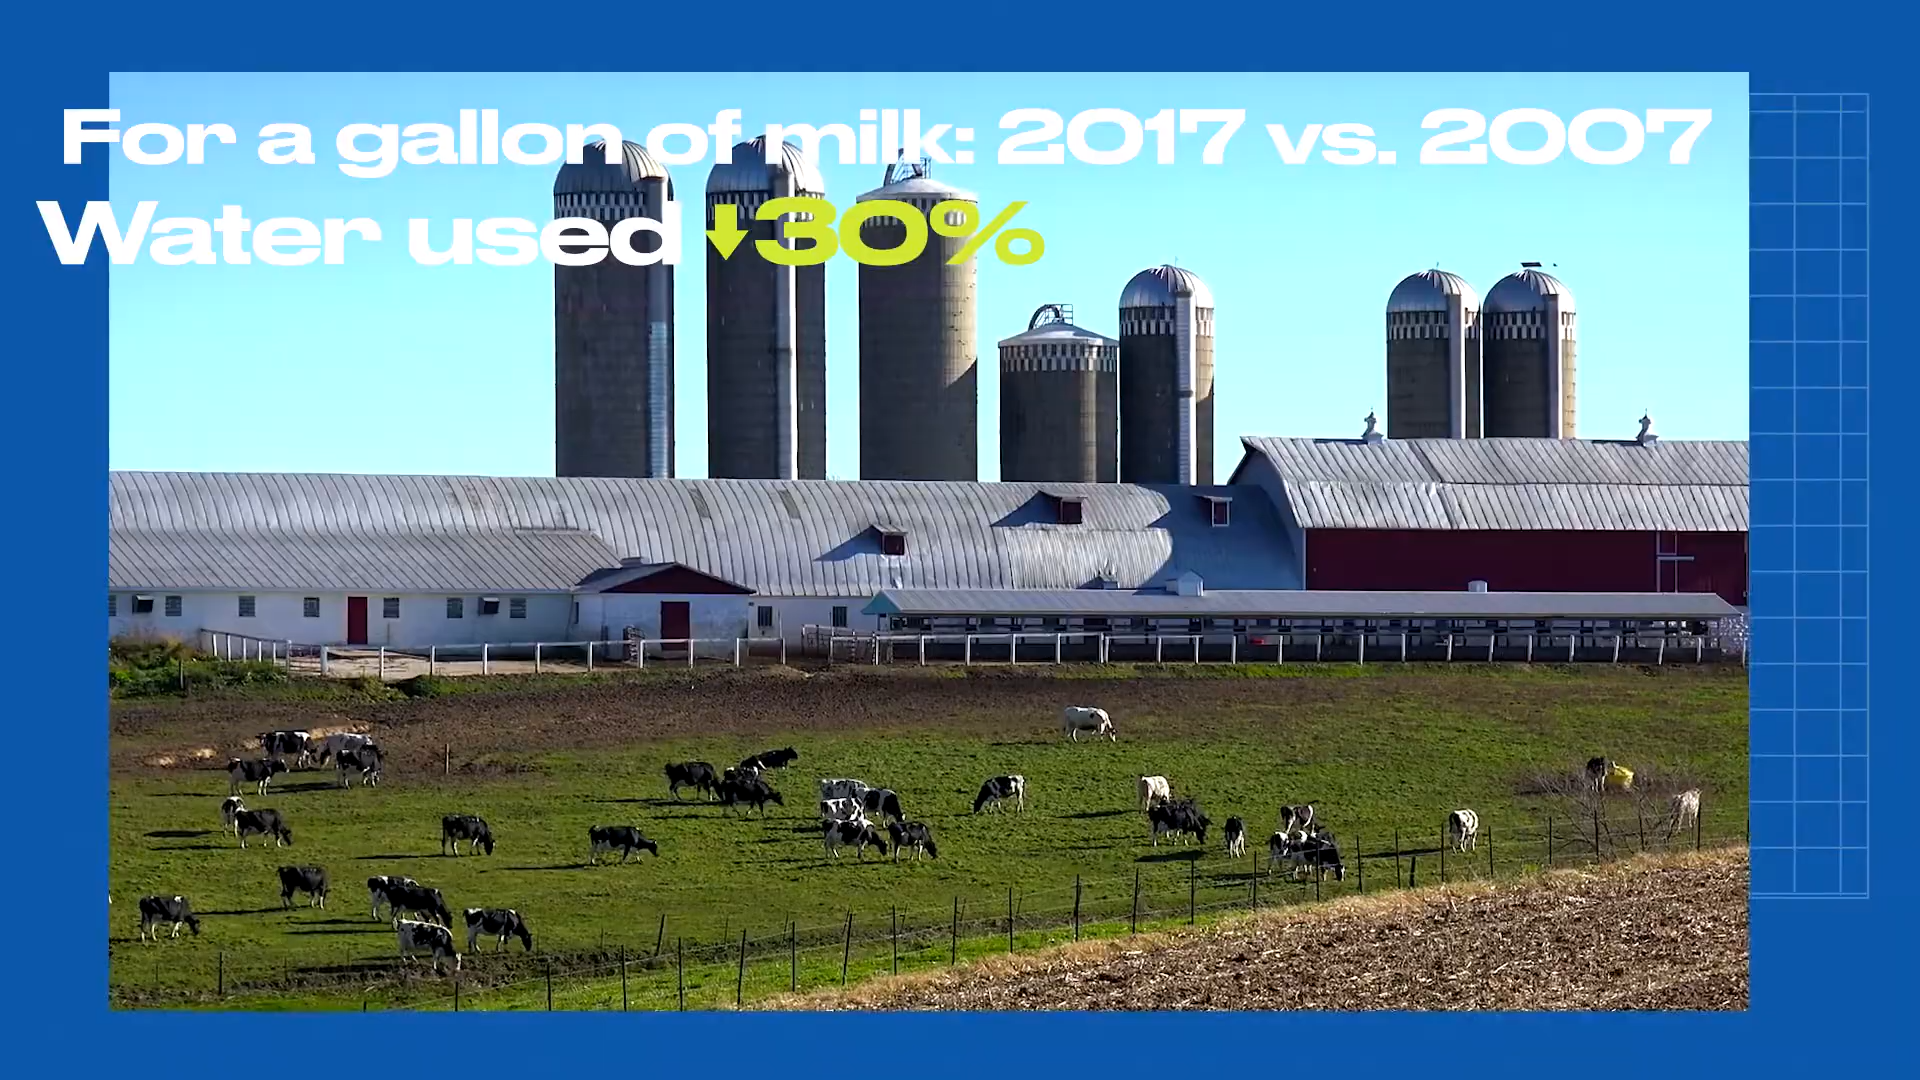 For a gallon of milk: 2017 vs. 2007
Water used ↓30%